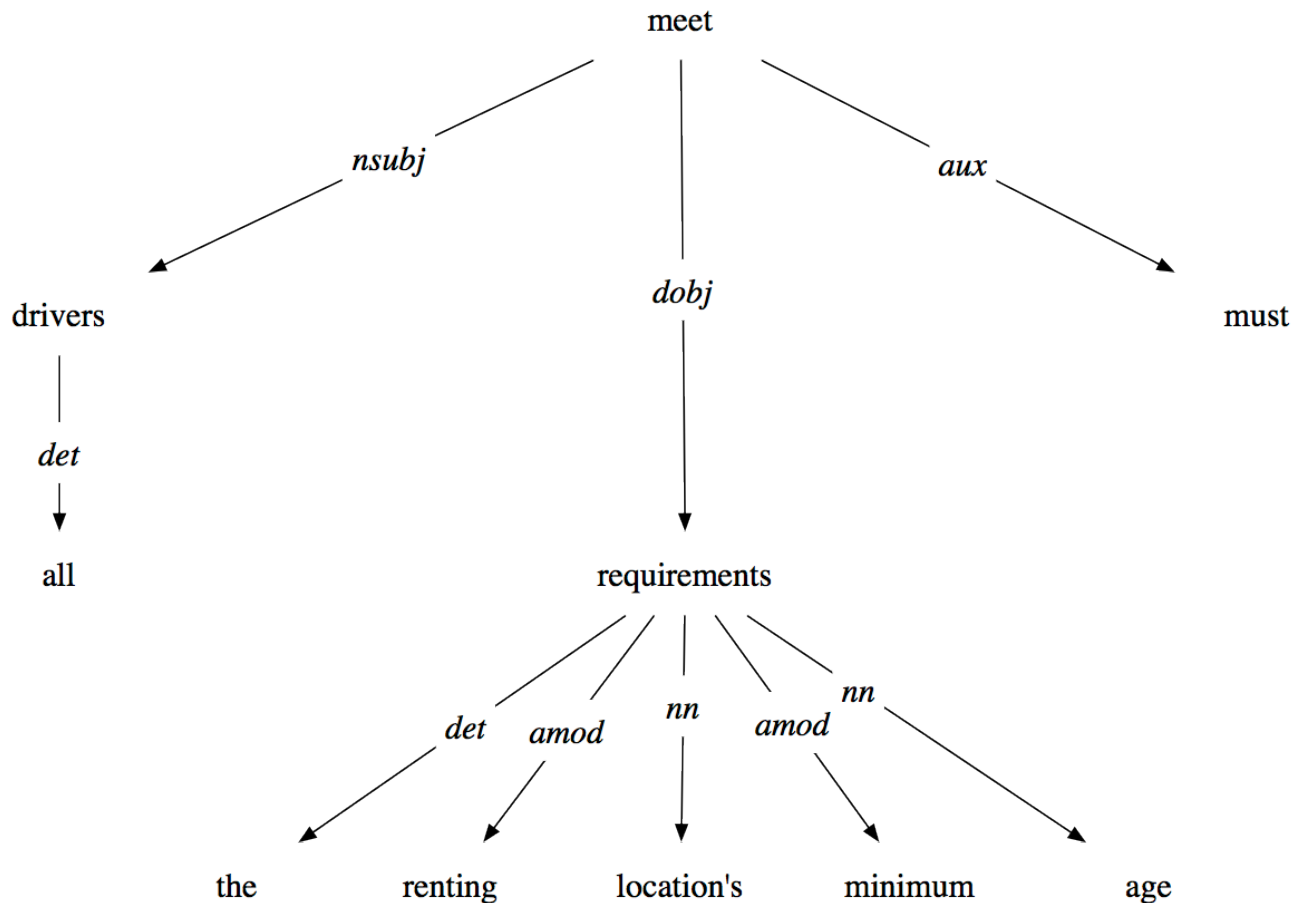 meet
nsubj
aux
dobj
drivers
must
det
all
requirements
nn
nn
det
amod
amod
the renting location's minimum age